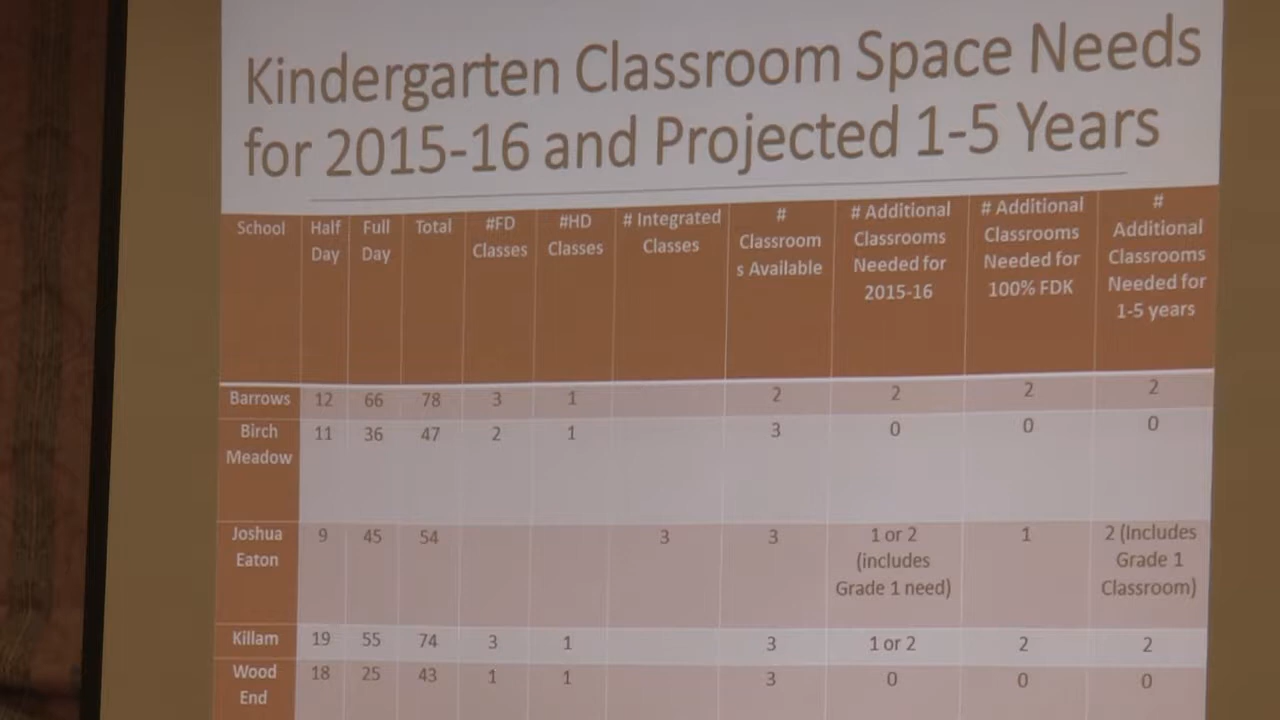 Kindergarten Classroom Space Needs
for 2015-16 and Projected 1-5 Years
School Half Day Full Day Total #FD Classes #HD Classes # Integrated Classes # Classroom s Available # Additional Classrooms Needed for 2015-16 # Additional Classrooms Needed for 100% FDK # Additional Classrooms Needed for 1-5 years
Barrows 12 66 78 3 1 2 2 2 2
Birch Meadow 11 36 47 2 1 3 0 0 0
Joshua Eaton 9 45 54 3 3 1 or 2 (includes Grade 1 need) 1 2 (Includes Grade 1 Classroom)
Killam 19 55 74 3 1 3 1 or 2 2 2
Wood End 18 25 43 1 1 3 0 0 0